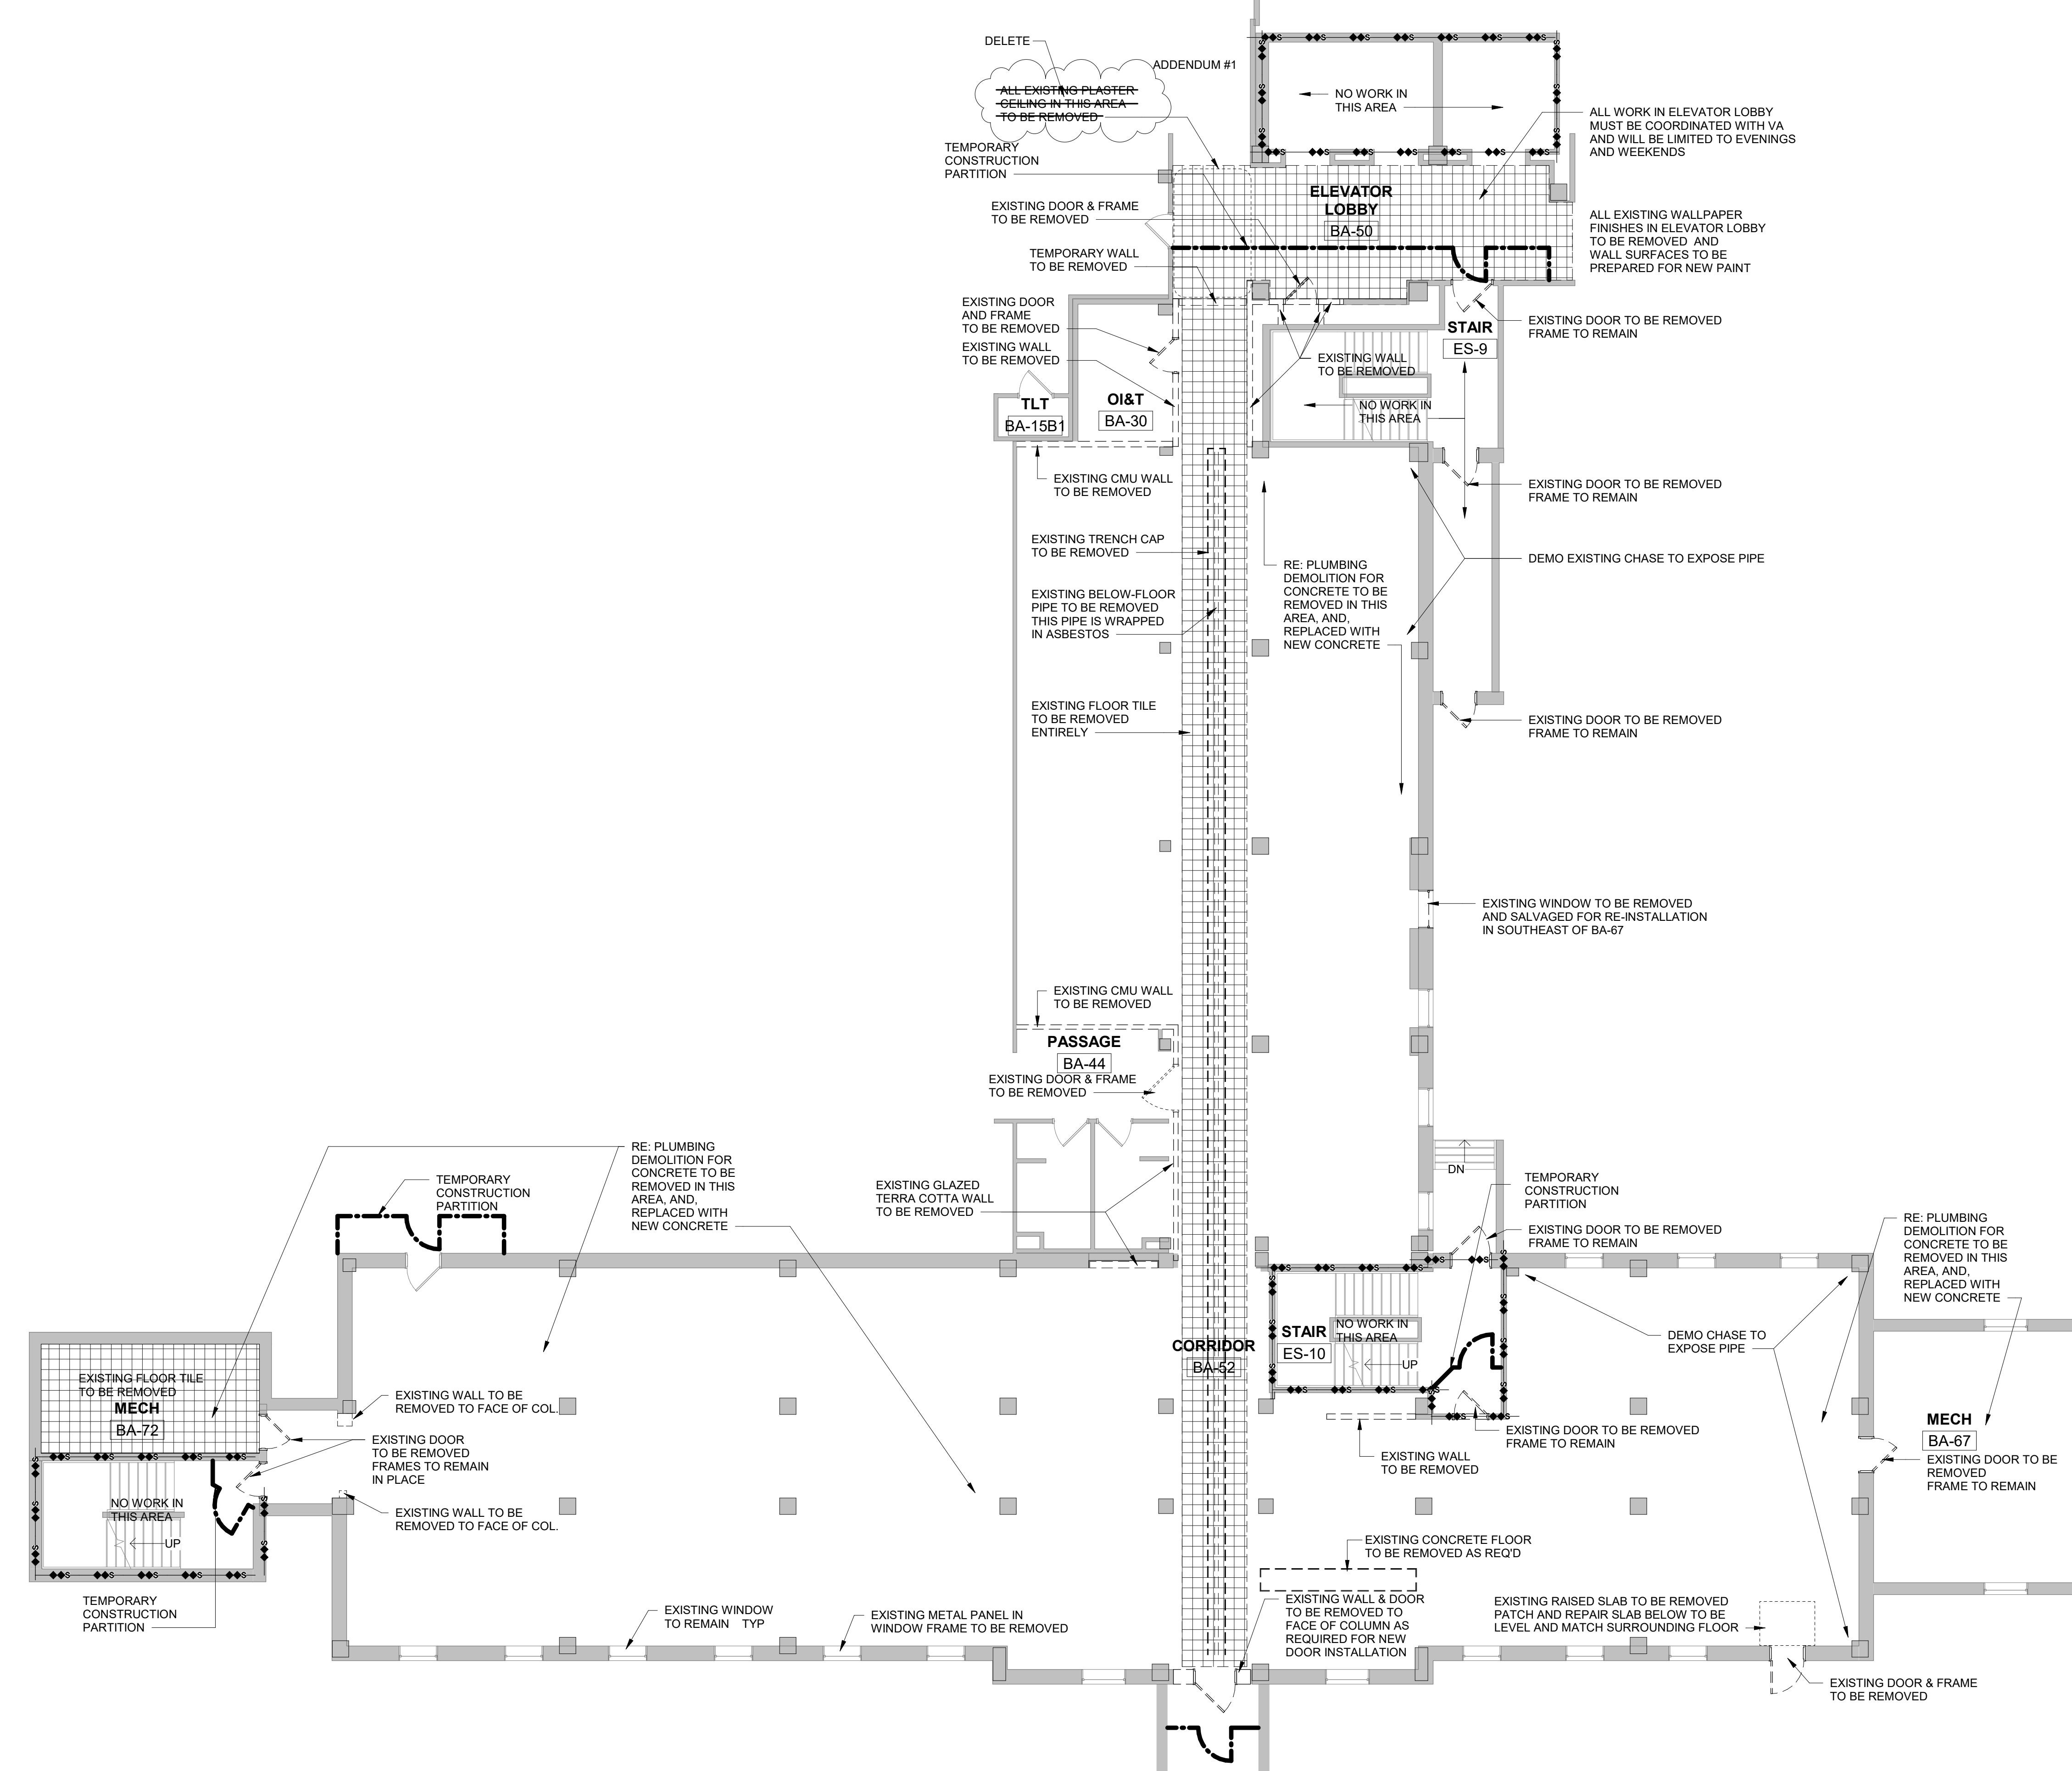 DELETE
ADDENDUM #1
ALL EXISTING PLASTER
CEILING IN THIS AREA
TO BE REMOVED
NO WORK IN
THIS AREA
ALL WORK IN ELEVATOR LOBBY
MUST BE COORDINATED WITH VA
AND WILL BE LIMITED TO EVENINGS
AND WEEKENDS
TEMPORARY
CONSTRUCTION
PARTITION
ELEVATOR
LOBBY
BA-50
EXISTING DOOR & FRAME
TO BE REMOVED
ALL EXISTING WALLPAPER
FINISHES IN ELEVATOR LOBBY
TO BE REMOVED AND
WALL SURFACES TO BE
PREPARED FOR NEW PAINT
TEMPORARY WALL
TO BE REMOVED
EXISTING DOOR
AND FRAME
TO BE REMOVED
EXISTING WALL
TO BE REMOVED
EXISTING DOOR TO BE REMOVED
FRAME TO REMAIN
STAIR
ES-9
EXISTING WALL
TO BE REMOVED
TLT
BA-15B1
OI&T
BA-30
NO WORK IN
THIS AREA
EXISTING CMU WALL
TO BE REMOVED
EXISTING DOOR TO BE REMOVED
FRAME TO REMAIN
EXISTING TRENCH CAP
TO BE REMOVED
DEMO EXISTING CHASE TO EXPOSE PIPE
RE: PLUMBING
DEMOLITION FOR
CONCRETE TO BE
REMOVED IN THIS
AREA, AND,
REPLACED WITH
NEW CONCRETE
EXISTING BELOW-FLOOR
PIPE TO BE REMOVED
THIS PIPE IS WRAPPED
IN ASBESTOS
EXISTING FLOOR TILE
TO BE REMOVED
ENTIRELY
EXISTING DOOR TO BE REMOVED
FRAME TO REMAIN
EXISTING WINDOW TO BE REMOVED
AND SALVAGED FOR RE-INSTALLATION
IN SOUTHEAST OF BA-67
EXISTING CMU WALL
TO BE REMOVED
PASSAGE
BA-44
EXISTING DOOR & FRAME
TO BE REMOVED
RE: PLUMBING
DEMOLITION FOR
CONCRETE TO BE
REMOVED IN THIS
AREA, AND,
REPLACED WITH
NEW CONCRETE
TEMPORARY
CONSTRUCTION
PARTITION
EXISTING GLAZED
TERRA COTTA WALL
TO BE REMOVED
DN
TEMPORARY
CONSTRUCTION
PARTITION
EXISTING DOOR TO BE REMOVED
FRAME TO REMAIN
RE: PLUMBING
DEMOLITION FOR
CONCRETE TO BE
REMOVED IN THIS
AREA, AND,
REPLACED WITH
NEW CONCRETE
STAIR
ES-10
NO WORK IN
THIS AREA
UP
CORRIDOR
BA-52
DEMO CHASE TO
EXPOSE PIPE
EXISTING FLOOR TILE
TO BE REMOVED
MECH
BA-72
EXISTING WALL TO BE
REMOVED TO FACE OF COL.
EXISTING DOOR
TO BE REMOVED
FRAMES TO REMAIN
IN PLACE
MECH
BA-67
EXISTING DOOR TO BE REMOVED
FRAME TO REMAIN
EXISTING WALL
TO BE REMOVED
EXISTING DOOR TO BE
REMOVED
FRAME TO REMAIN
NO WORK IN
THIS AREA
UP
EXISTING WALL TO BE
REMOVED TO FACE OF COL.
EXISTING CONCRETE FLOOR
TO BE REMOVED AS REQ'D
TEMPORARY
CONSTRUCTION
PARTITION
EXISTING WINDOW
TO REMAIN TYP
EXISTING METAL PANEL IN
WINDOW FRAME TO BE REMOVED
EXISTING WALL & DOOR
TO BE REMOVED TO
FACE OF COLUMN AS
REQUIRED FOR NEW
DOOR INSTALLATION
EXISTING RAISED SLAB TO BE REMOVED
PATCH AND REPAIR SLAB BELOW TO BE
LEVEL AND MATCH SURROUNDING FLOOR
EXISTING DOOR & FRAME
TO BE REMOVED